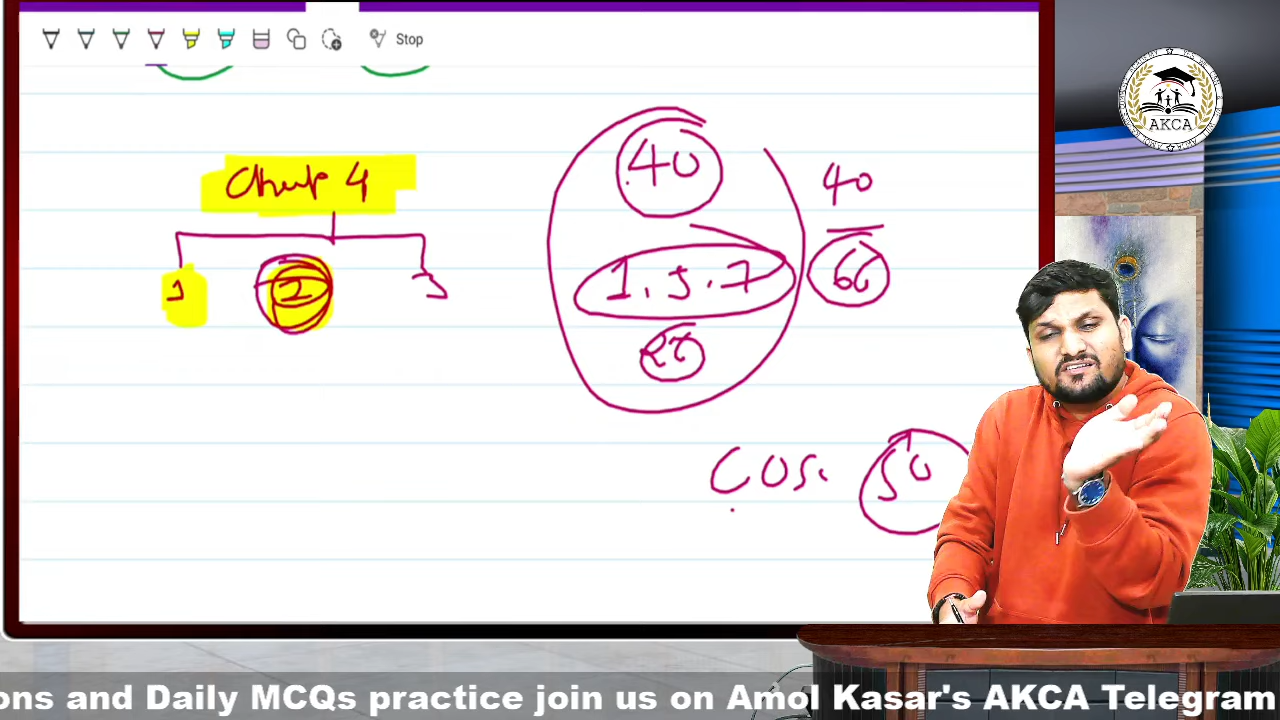 Stop
Chap 4
1 2 3
40
1, 5, 7
28
40
66
COS. 50
AKCA
ons and Daily MCQs practice join us on Amol Kasar's AKCA Telegram